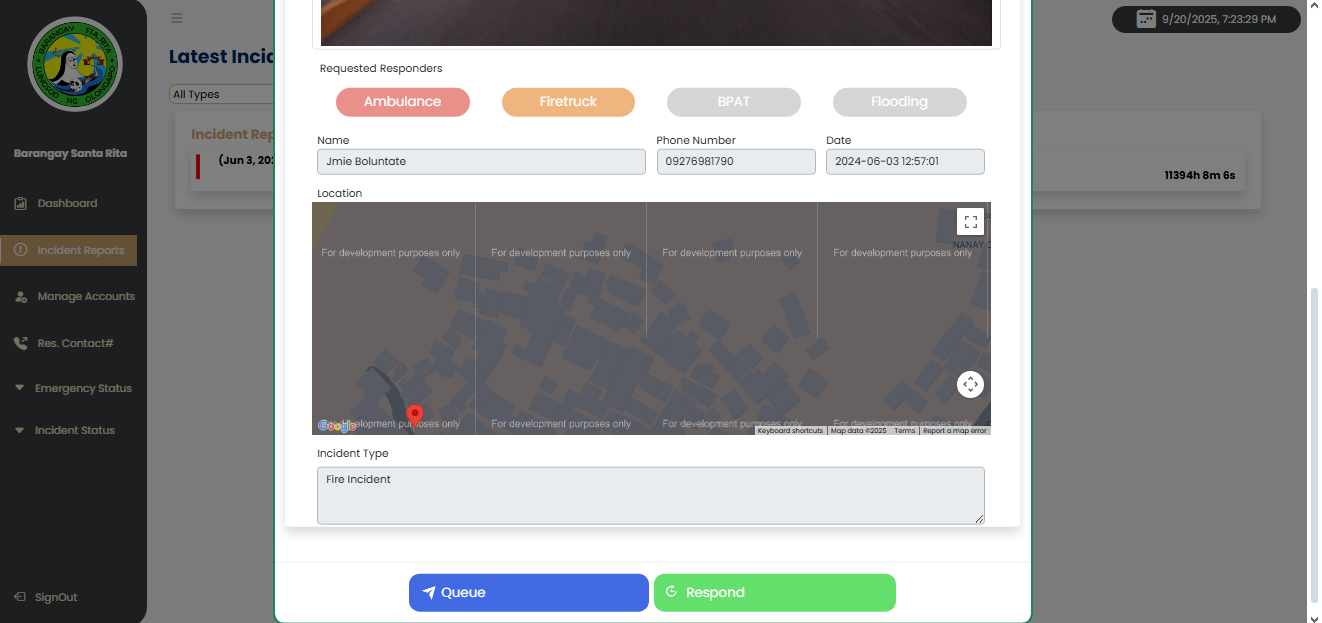 BARANGAY STA RITA
LUNGSOD NG OLONGAPO
Barangay Santa Rita
Dashboard
Incident Reports
Manage Accounts
Res. Contact#
Emergency Status
Incident Status
SignOut
9/20/2025, 7:23:29 PM
Latest Inci
All Types
Incident Rep
(Jun 3, 202
11394h 8m 6s
Requested Responders
Ambulance
Firetruck
BPAT
Flooding
Name
Phone Number
Date
Jmie Boluntate
09276981790
2024-06-03 12:57:01
Location
NANAY
For development purposes only
For development purposes only
For development purposes only
For development purposes only
Google
For development purposes only
For development purposes only
For development purposes only
For development purposes only
Keyboard shortcuts
Map data ©2025
Terms
Report a map error
Incident Type
Fire Incident
Queue
Respond